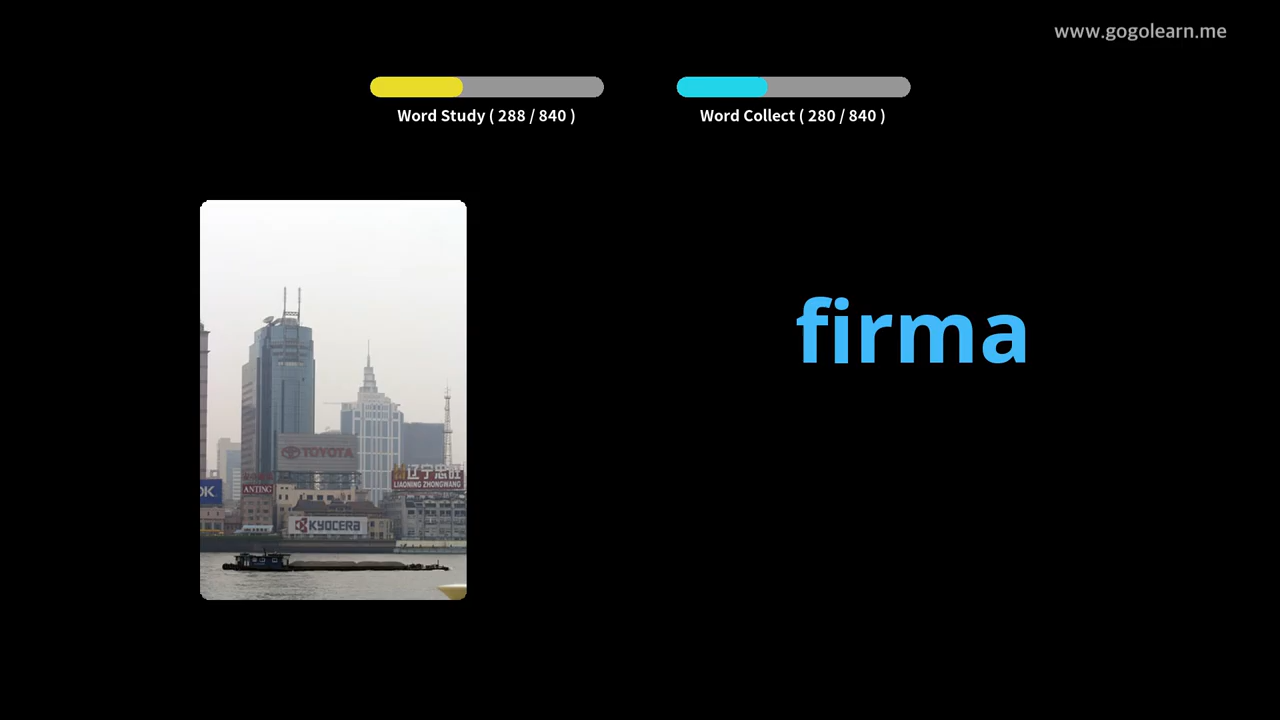 www.gogolearn.me
Word Study ( 288 / 840 )
Word Collect ( 280 / 840 )
firma
TOYOTA
辽宁忠旺
LIAONING ZHONGWANG
OK
ANTING
KYOCERA